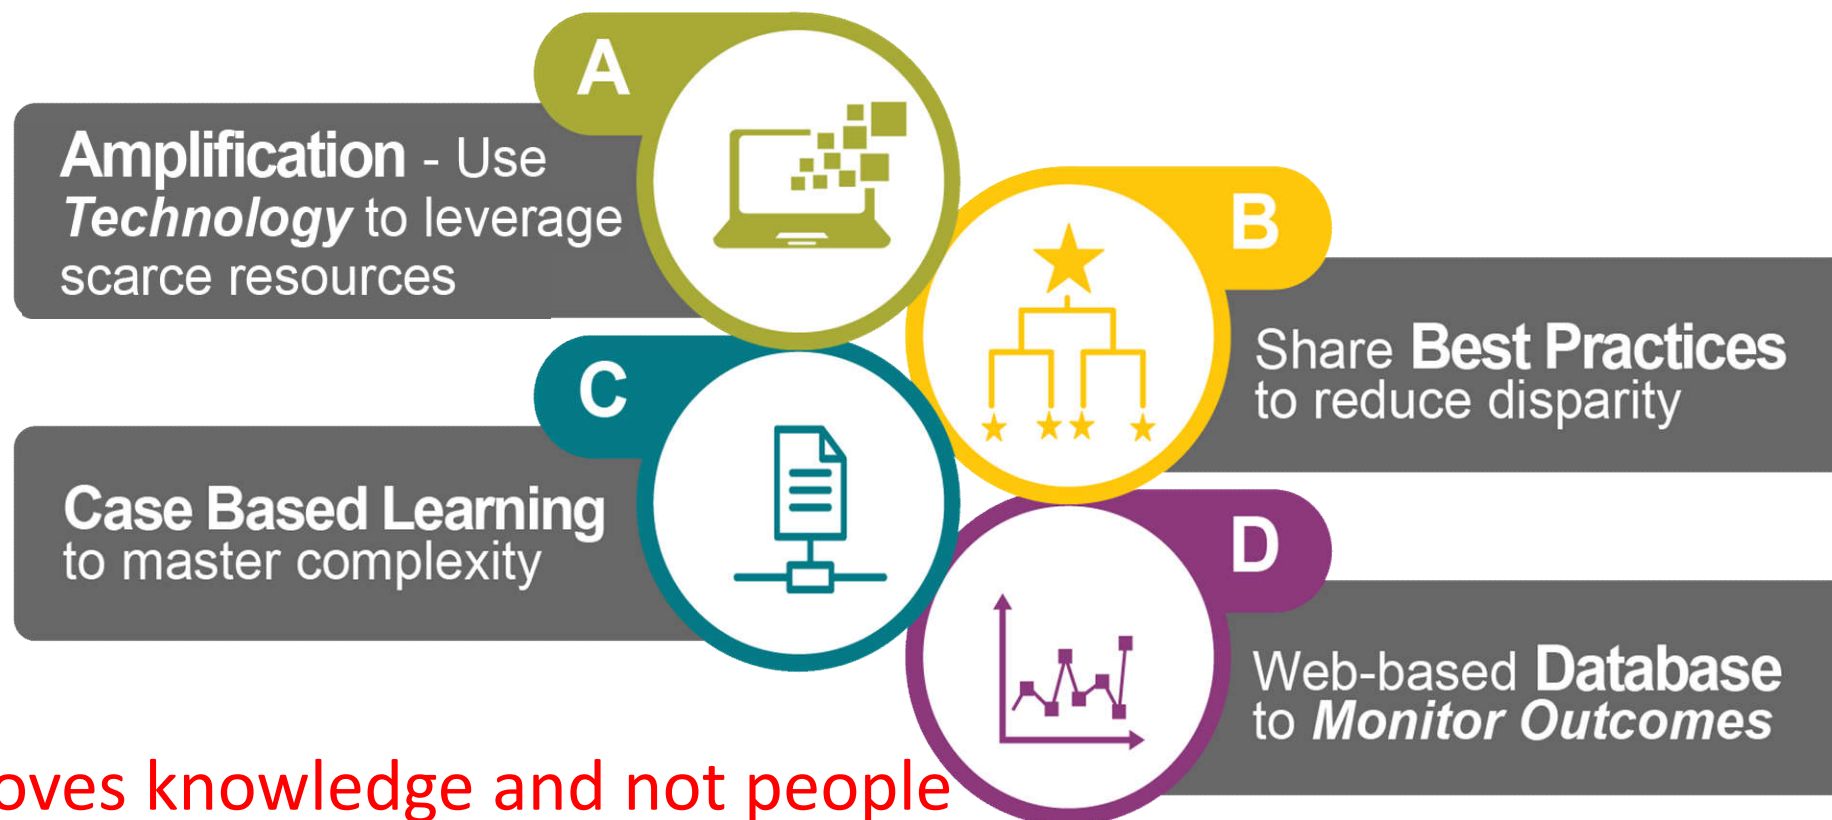 A
Amplification - Use
Technology to leverage
scarce resources
B
Share Best Practices
to reduce disparity
C
Case Based Learning
to master complexity
D
Web-based Database
to Monitor Outcomes
knowledge and not people